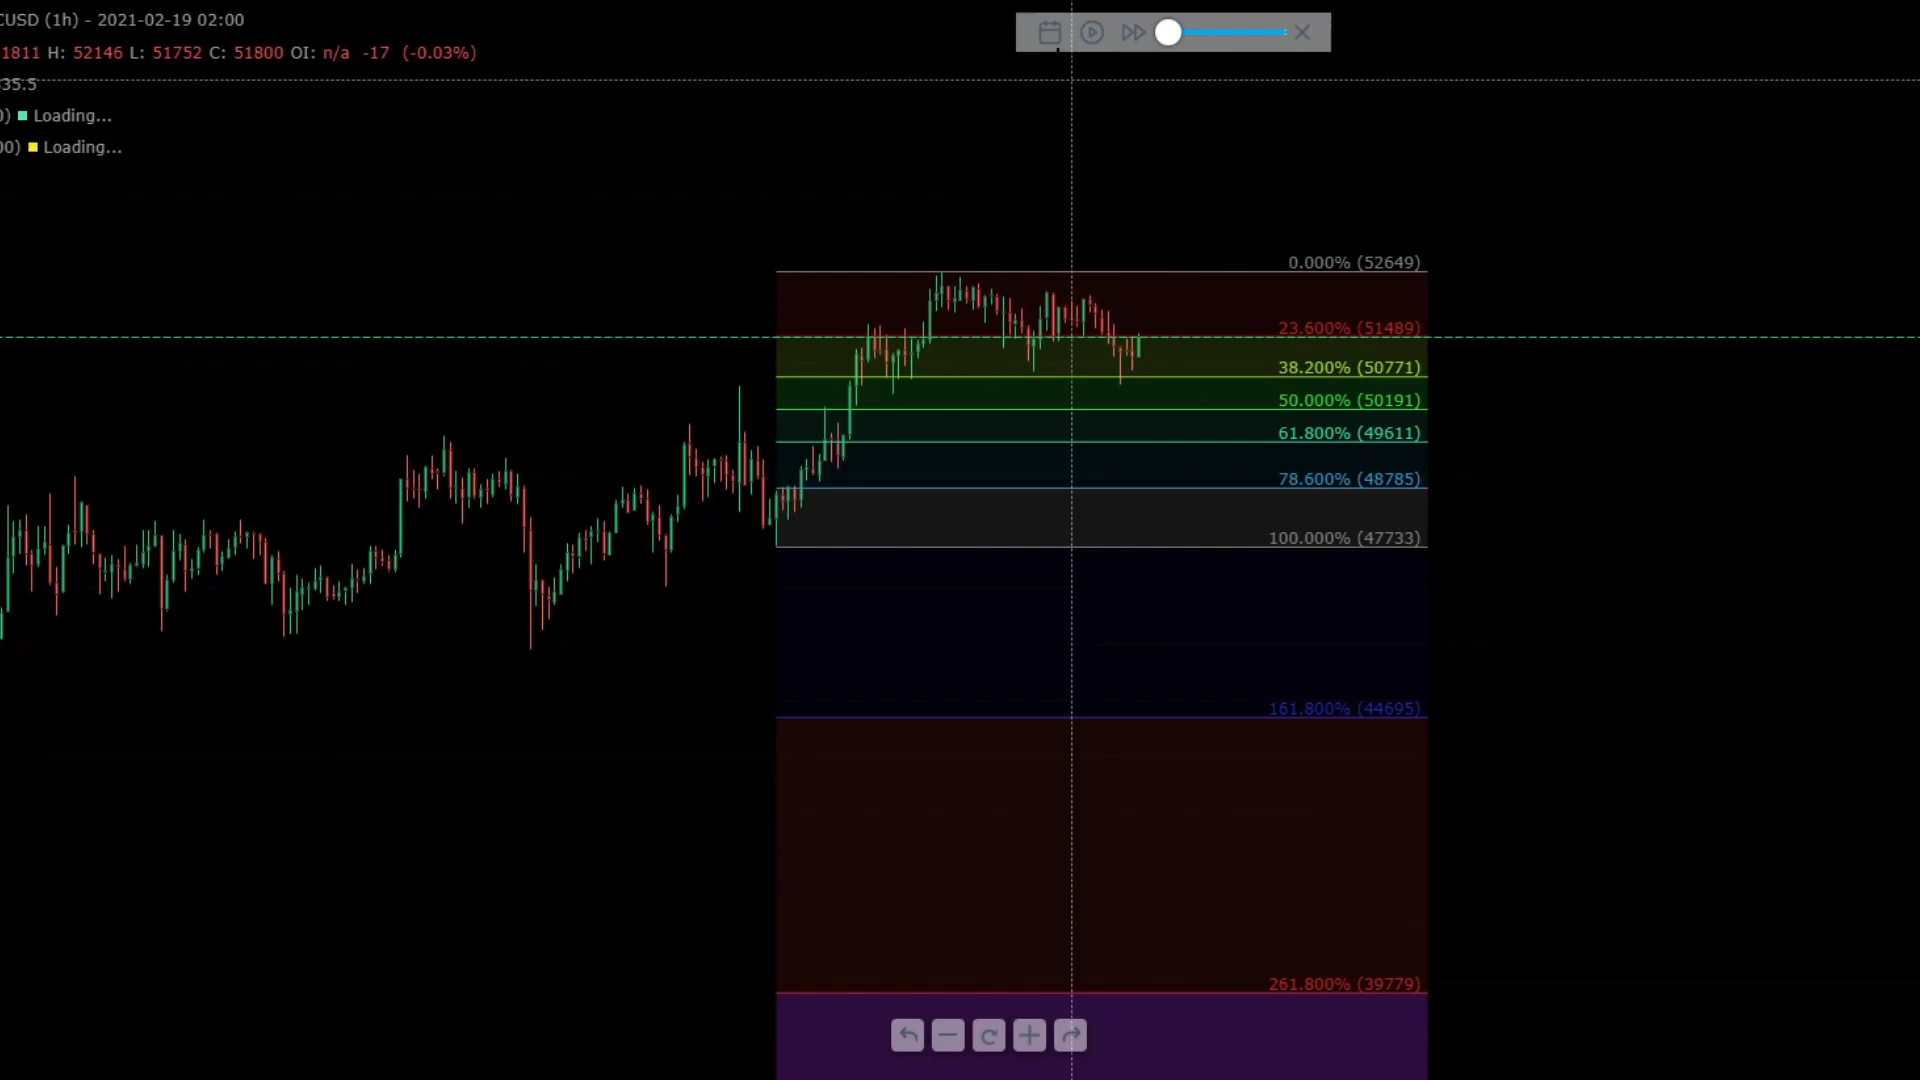 CUSD (1h) - 2021-02-19 02:00
1811 H: 52146 L: 51752 C: 51800 OI: n/a -17 (-0.03%)
35.5
0) Loading...
00) Loading...
0.000% (52649)
23.600% (51489)
38.200% (50771)
50.000% (50191)
61.800% (49611)
78.600% (48785)
100.000% (47733)
161.800% (44695)
261.800% (39779)